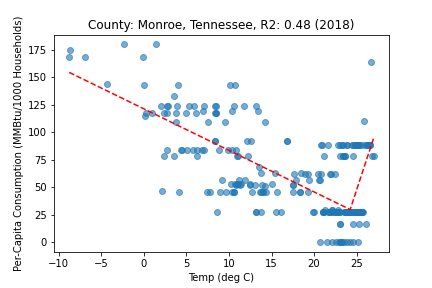 County: Monroe, Tennessee, R2: 0.48 (2018)
Per-Capita Consumption (MMBtu/1000 Households)
175
150
125
100
75
50
25
0
−10 −5 0 5 10 15 20 25
Temp (deg C)